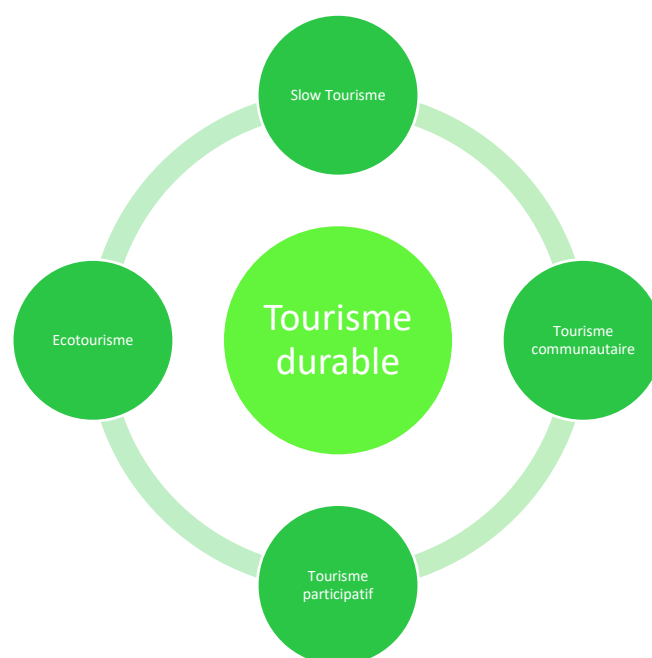 Slow Tourisme
Ecotourisme
Tourisme
durable
Tourisme
communautaire
Tourisme
participatif